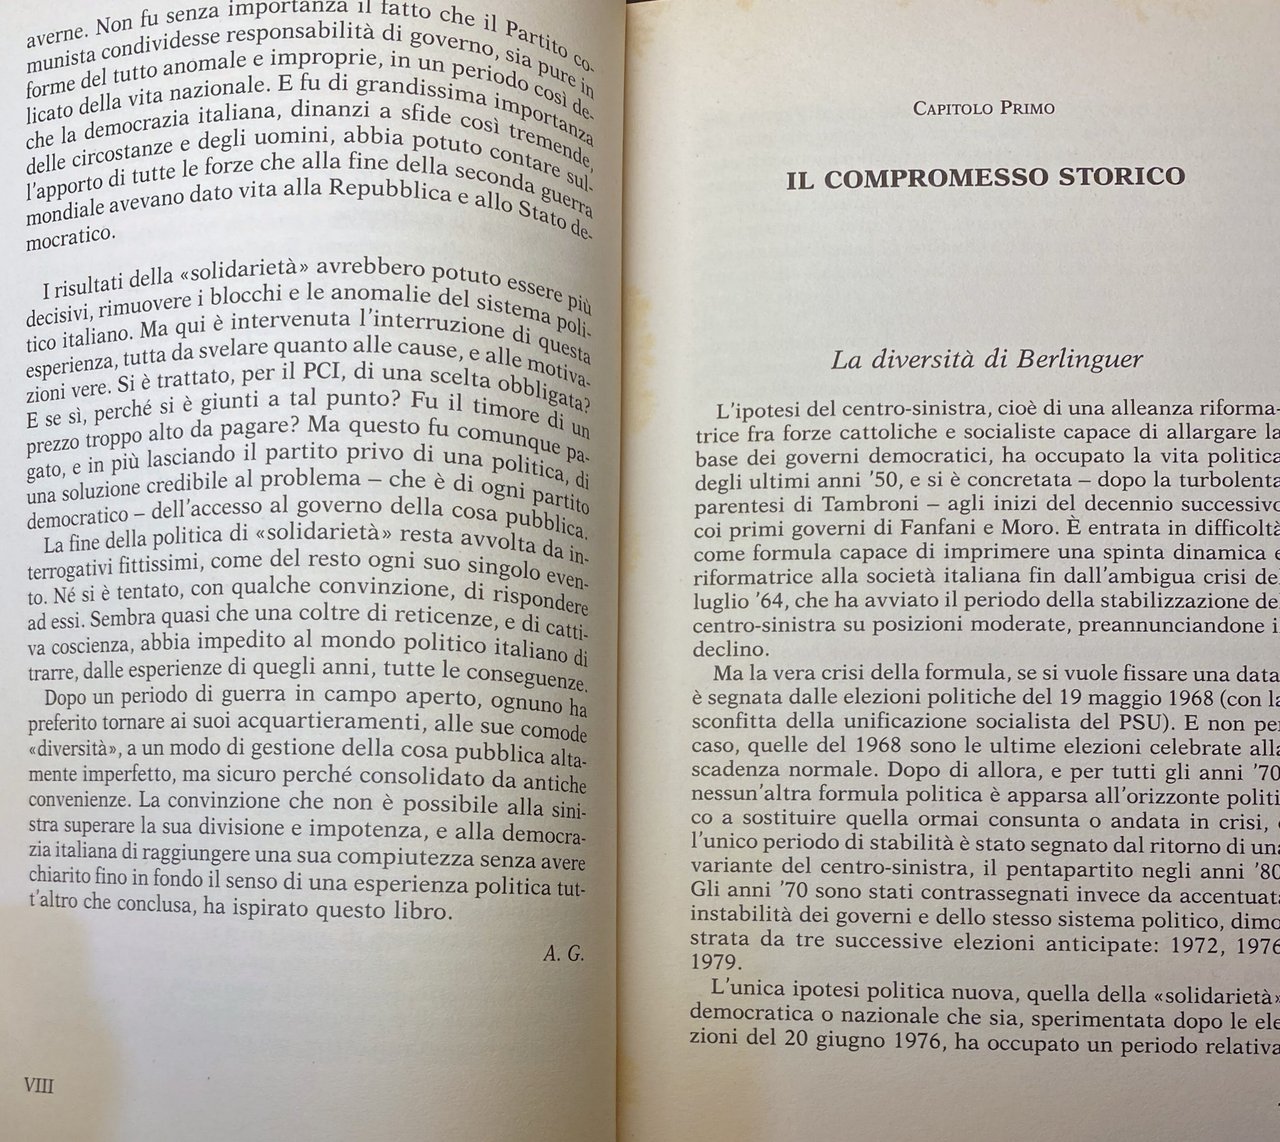 averne. Non fu senza importanza il fatto che il Partito co-
munista condividesse responsabilità di governo, sia pure in
forme del tutto anomale e improprie, in un periodo così de-
licato della vita nazionale. E fu di grandissima importanza
che la democrazia italiana, dinanzi a sfide così tremende,
delle circostanze e degli uomini, abbia potuto contare sul-
l'apporto di tutte le forze che alla fine della seconda guerra
mondiale avevano dato vita alla Repubblica e allo Stato de-
mocratico.
I risultati della «solidarietà» avrebbero potuto essere più
decisivi, rimuovere i blocchi e le anomalie del sistema poli-
tico italiano. Ma qui è intervenuta l'interruzione di questa
esperienza, tutta da svelare quanto alle cause, e alle motiva-
zioni vere. Si è trattato, per il PCI, di una scelta obbligata?
E se sì, perché si è giunti a tal punto? Fu il timore di un
prezzo troppo alto da pagare? Ma questo fu comunque pa-
gato, e in più lasciando il partito privo di una politica, di
una soluzione credibile al problema – che è di ogni partito
democratico – dell'accesso al governo della cosa pubblica.
La fine della politica di «solidarietà» resta avvolta da in-
terrogativi fittissimi, come del resto ogni suo singolo even-
to. Né si è tentato, con qualche convinzione, di rispondere
ad essi. Sembra quasi che una coltre di reticenze, e di catti-
va coscienza, abbia impedito al mondo politico italiano di
trarre, dalle esperienze di quegli anni, tutte le conseguenze.
Dopo un periodo di guerra in campo aperto, ognuno ha
preferito tornare ai suoi acquartieramenti, alle sue comode
«diversità», a un modo di gestione della cosa pubblica alta-
mente imperfetto, ma sicuro perché consolidato da antiche
convenienze. La convinzione che non è possibile alla sini-
stra superare la sua divisione e impotenza, e alla democra-
zia italiana di raggiungere una sua compiutezza senza avere
chiarito fino in fondo il senso di una esperienza politica tut-
t'altro che conclusa, ha ispirato questo libro.
A. G.
VIII
CAPITOLO PRIMO
IL COMPROMESSO STORICO
La diversità di Berlinguer
L'ipotesi del centro-sinistra, cioè di una alleanza riforma-
trice fra forze cattoliche e socialiste capace di allargare la
base dei governi democratici, ha occupato la vita politica
degli ultimi anni '50, e si è concretata – dopo la turbolenta
parentesi di Tambroni – agli inizi del decennio successivo
coi primi governi di Fanfani e Moro. È entrata in difficoltà
come formula capace di imprimere una spinta dinamica e
riformatrice alla società italiana fin dall'ambigua crisi del
luglio '64, che ha avviato il periodo della stabilizzazione del
centro-sinistra su posizioni moderate, preannunciandone i
declino.
Ma la vera crisi della formula, se si vuole fissare una data,
è segnata dalle elezioni politiche del 19 maggio 1968 (con la
sconfitta della unificazione socialista del PSU). E non per
caso, quelle del 1968 sono le ultime elezioni celebrate alla
scadenza normale. Dopo di allora, e per tutti gli anni '70
nessun'altra formula politica è apparsa all'orizzonte politi
co a sostituire quella ormai consunta o andata in crisi, e
l'unico periodo di stabilità è stato segnato dal ritorno di una
variante del centro-sinistra, il pentapartito negli anni '80
Gli anni '70 sono stati contrassegnati invece da accentuata
instabilità dei governi e dello stesso sistema politico, dimo
strata da tre successive elezioni anticipate: 1972, 1976
1979.
L'unica ipotesi politica nuova, quella della «solidarietà»
democratica o nazionale che sia, sperimentata dopo le ele
zioni del 20 giugno 1976, ha occupato un periodo relativa